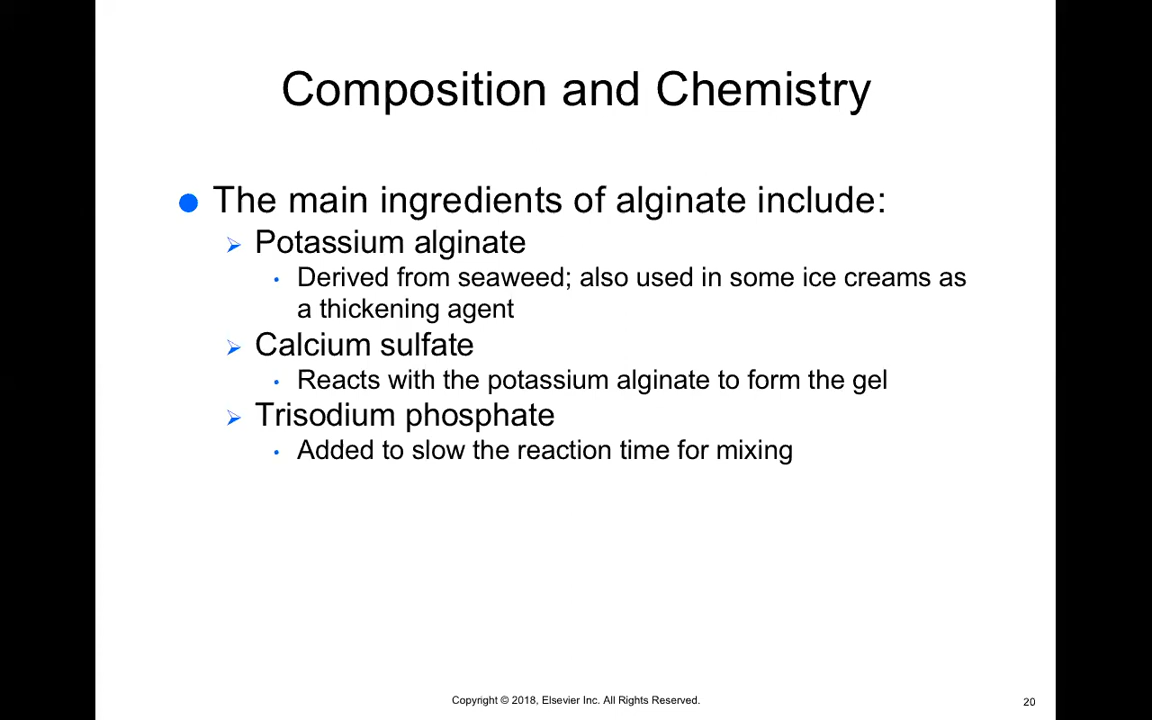 Composition and Chemistry
The main ingredients of alginate include:
Potassium alginate
Derived from seaweed; also used in some ice creams as
a thickening agent
Calcium sulfate
Reacts with the potassium alginate to form the gel
Trisodium phosphate
Added to slow the reaction time for mixing
Copyright © 2018, Elsevier Inc. All Rights Reserved.
20